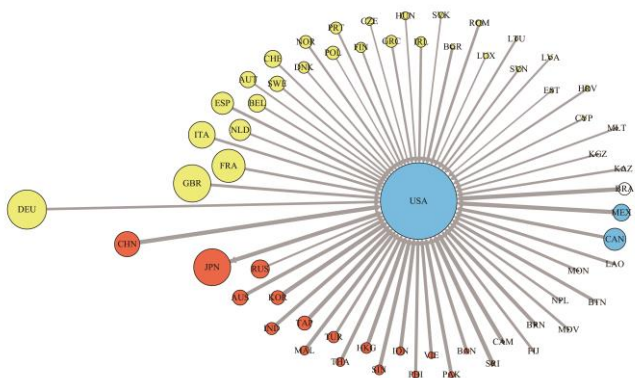 HUN
SVK
CZE
ROM
PRT
NOR
GRC
IRL
LTU
POL
FIN
BGR
LUX
LVA
CHE
DNK
SVN
AUT
SWE
EST
HRV
ESP
BEL
CYP
MLT
ITA
NLD
KGZ
FRA
KAZ
GBR
BRA
USA
DEU
MEX
CHN
CAN
JPN
RUS
LAO
MON
AUS
KOR
NPL
BTN
IND
TAP
BRN
MDV
TUR
CAM
FIJ
MAL
HKG
IDN
VIE
BAN
THA
SIN
SRI
PHI
PAK